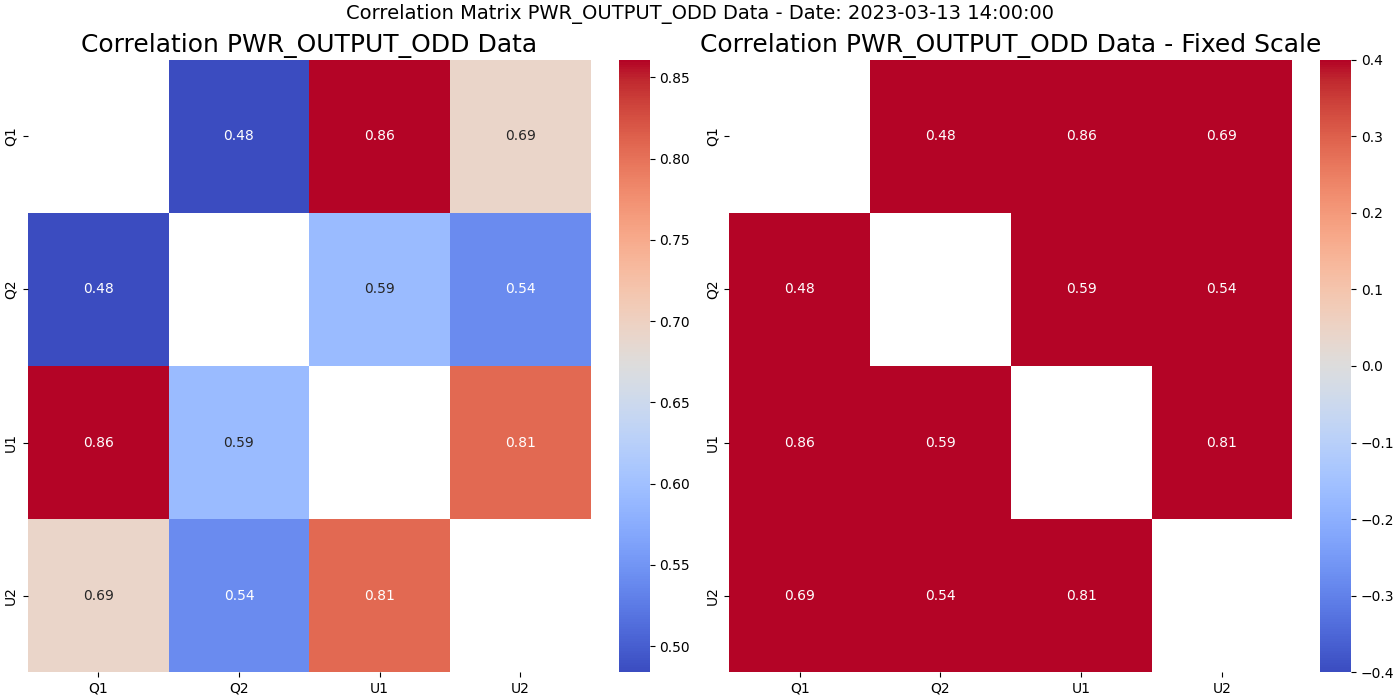 Correlation Matrix PWR_OUTPUT_ODD Data - Date: 2023-03-13 14:00:00
Correlation PWR_OUTPUT_ODD Data
Q1
0.48
0.86
0.69
Q2
0.48
0.59
0.54
U1
0.86
0.59
0.81
U2
0.69
0.54
0.81
Q1
Q2
U1
U2
0.85
0.80
0.75
0.70
0.65
0.60
0.55
0.50
Correlation PWR_OUTPUT_ODD Data - Fixed Scale
Q1
0.48
0.86
0.69
Q2
0.48
0.59
0.54
U1
0.86
0.59
0.81
U2
0.69
0.54
0.81
Q1
Q2
U1
U2
0.4
0.3
0.2
0.1
0.0
−0.1
−0.2
−0.3
−0.4